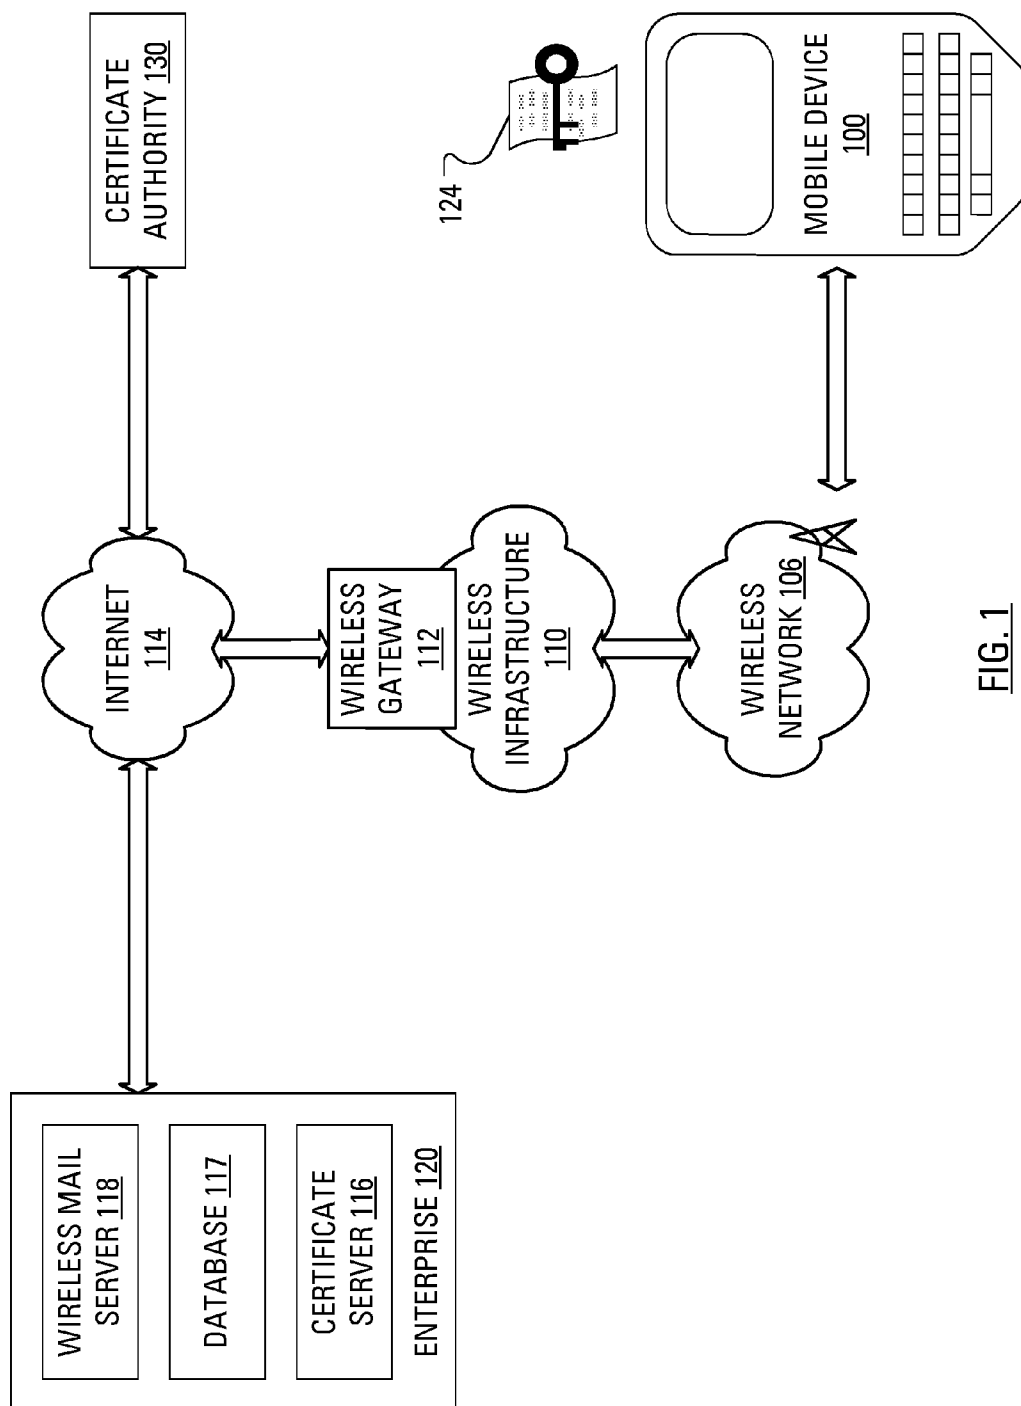 WIRELESS MAIL
SERVER 118
DATABASE 117
CERTIFICATE
SERVER 116
ENTERPRISE 120
INTERNET
114
WIRELESS
GATEWAY
112
WIRELESS
INFRASTRUCTURE
110
WIRELESS
NETWORK 106
CERTIFICATE
AUTHORITY 130
124
MOBILE DEVICE
100
FIG. 1